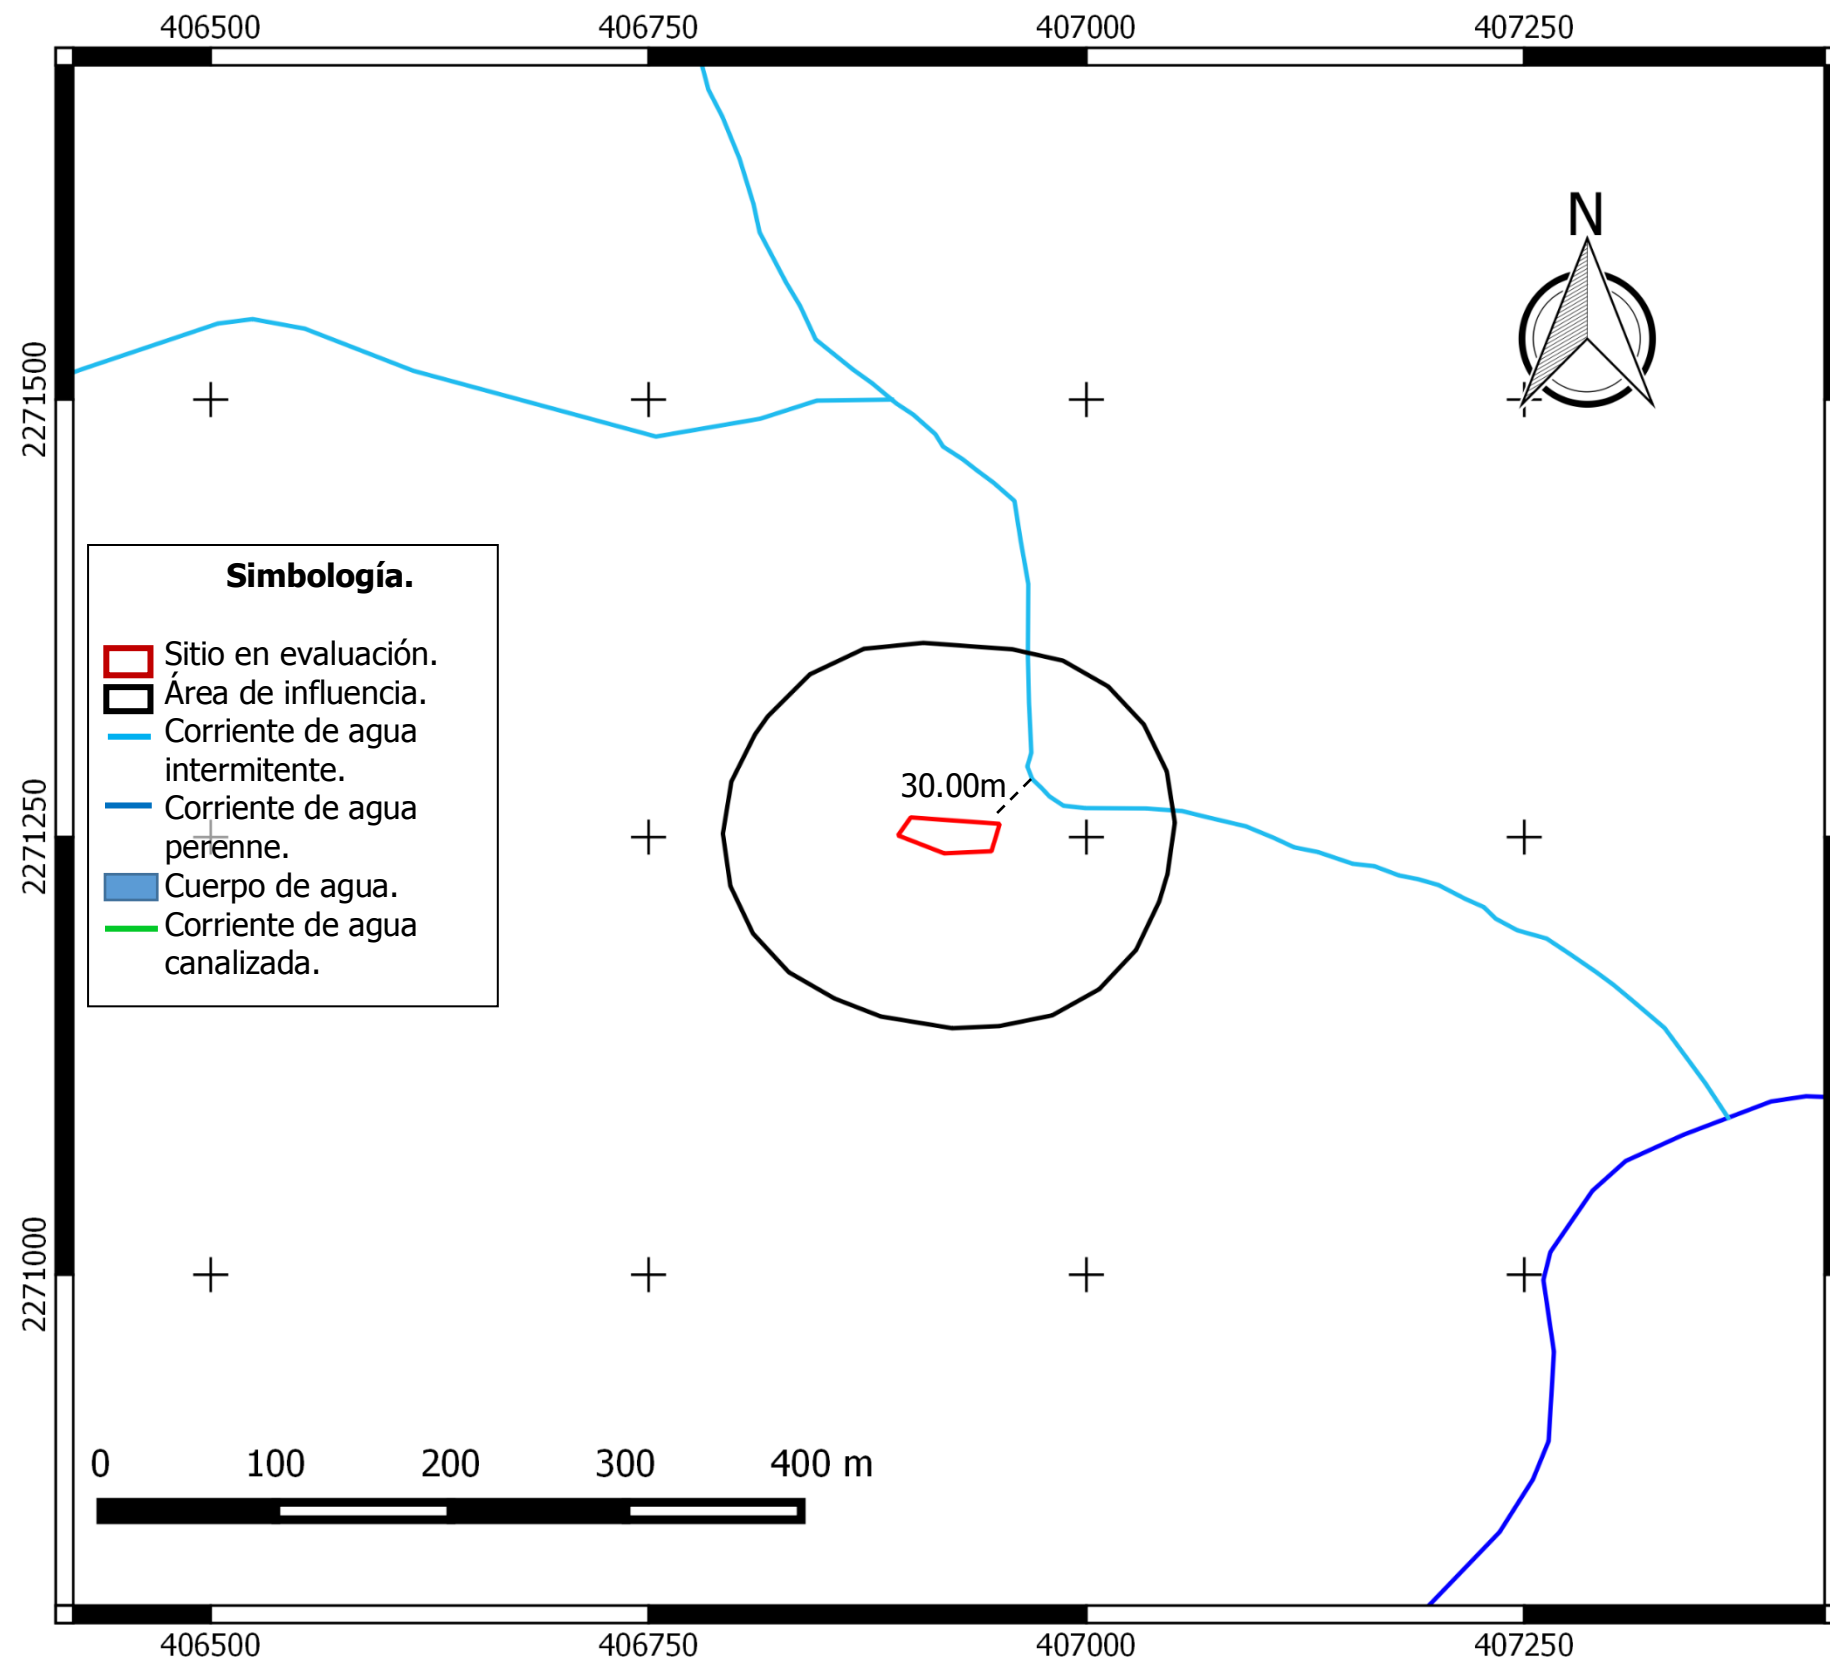 406500 406750 407000 407250
N
2271500
2271250
2271000
Simbología.
Sitio en evaluación.
Área de influencia.
Corriente de agua
intermitente.
Corriente de agua
perenne.
Cuerpo de agua.
Corriente de agua
canalizada.
30.00m
0 100 200 300 400 m
406500 406750 407000 407250